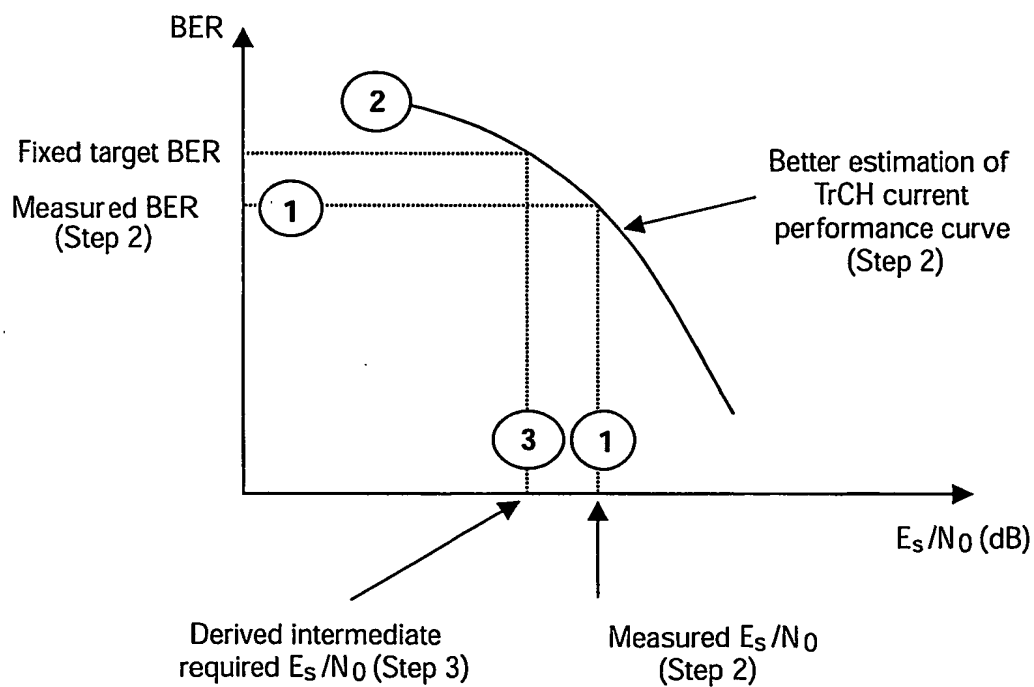 BER
2
Fixed target BER
Better estimation of
TrCH current
performance curve
(Step 2)
Measured BER
(Step 2)
1
3
1
Es/N0 (dB)
Derived intermediate
required Es/N0 (Step 3)
Measured Es/N0
(Step 2)